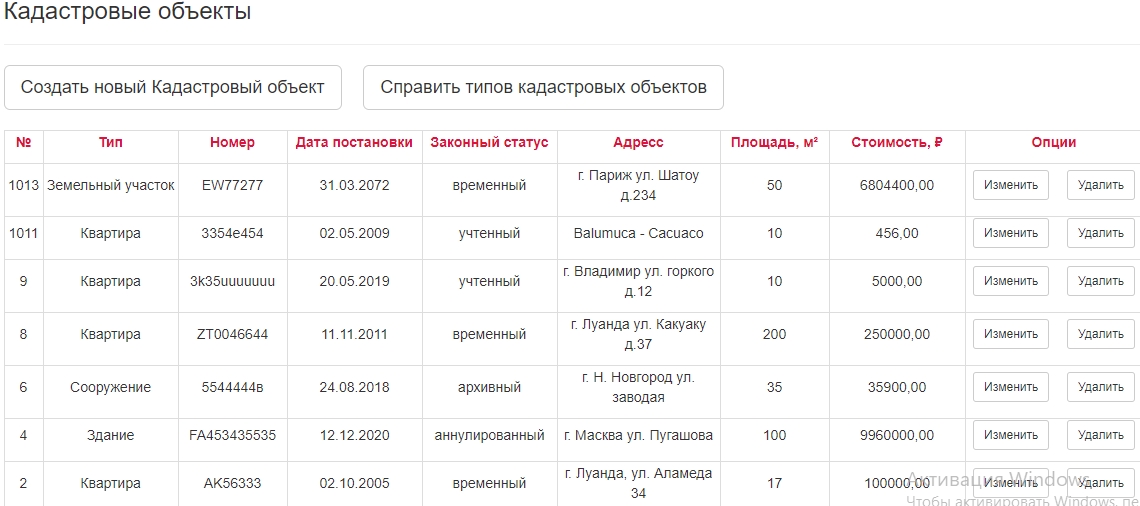 Кадастровые объекты
Создать новый Кадастровый объект Справить типов кадастровых объектов
№ Тип Номер Дата постановки Законный статус Адресс Площадь, м² Стоимость, ₽ Опции
1013 Земельный участок EW77277 31.03.2072 временный г. Париж ул. Шатоу д.234 50 6804400,00 Изменить Удалить
1011 Квартира 3354e454 02.05.2009 учтенный Balumuca - Cacuaco 10 456,00 Изменить Удалить
9 Квартира 3k35uuuuuuu 20.05.2019 учтенный г. Владимир ул. горкого д.12 10 5000,00 Изменить Удалить
8 Квартира ZT0046644 11.11.2011 временный г. Луанда ул. Какуаку д.37 200 250000,00 Изменить Удалить
6 Сооружение 5544444в 24.08.2018 архивный г. Н. Новгород ул. заводая 35 35900,00 Изменить Удалить
4 Здание FA453435535 12.12.2020 аннулированный г. Масква ул. Пугашова 100 9960000,00 Изменить Удалить
2 Квартира AK56333 02.10.2005 временный г. Луанда, ул. Аламеда 34 17 100000,00 Изменить Удалить
Активация Windows
Чтобы активировать Windows, пе